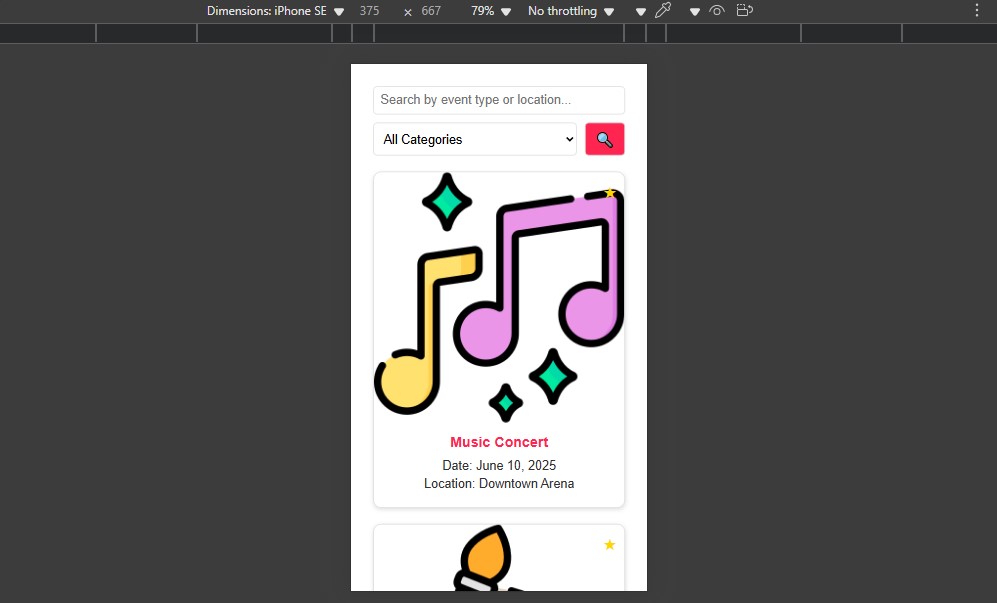 Dimensions: iPhone SE 375 × 667 79% No throttling
Search by event type or location...
All Categories
Music Concert
Date: June 10, 2025
Location: Downtown Arena